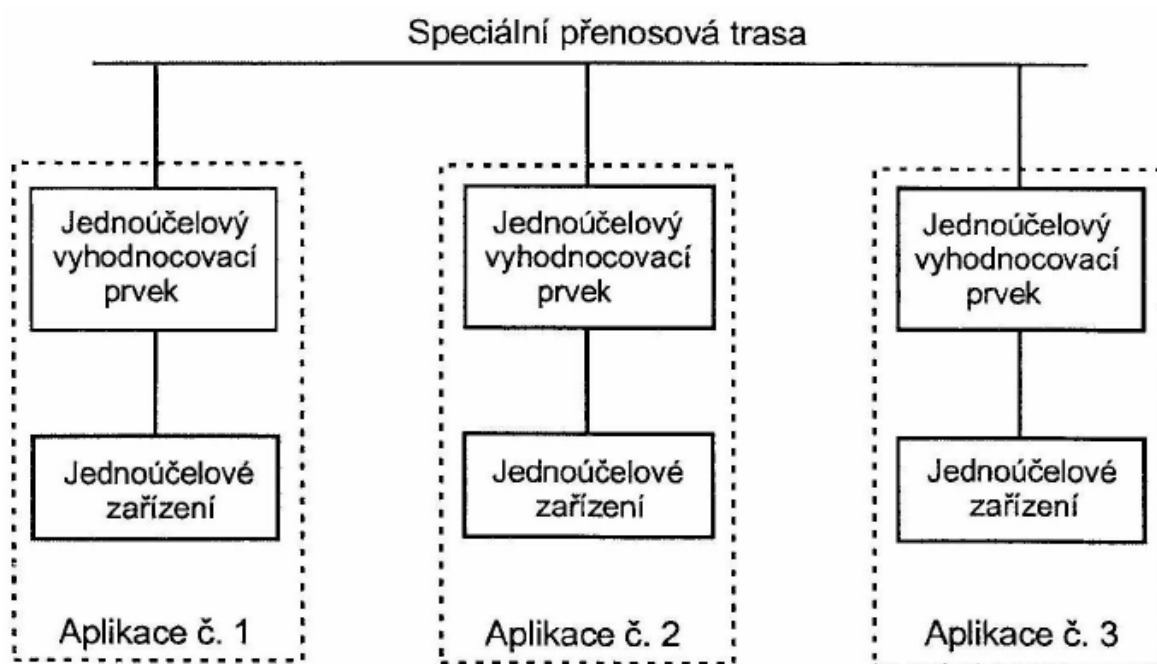 Speciální přenosová trasa
Jednoúčelový
vyhodnocovací
prvek
Jednoúčelové
zařízení
Aplikace č. 1
Jednoúčelový
vyhodnocovací
prvek
Jednoúčelové
zařízení
Aplikace č. 2
Jednoúčelový
vyhodnocovací
prvek
Jednoúčelové
zařízení
Aplikace č. 3